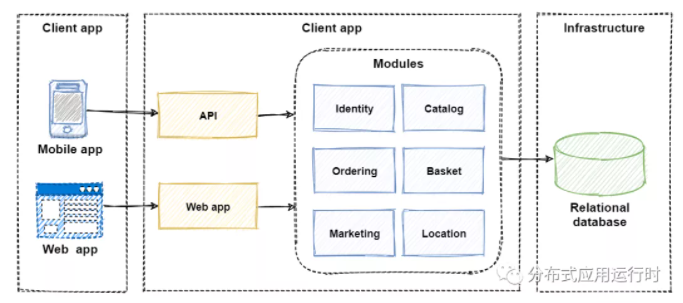 Client app
Client app
Infrastructure
Modules
Mobile app
API
Identity
Catalog
Ordering
Basket
Relational
database
Web app
Web app
Marketing
Location
分布式应用运行时